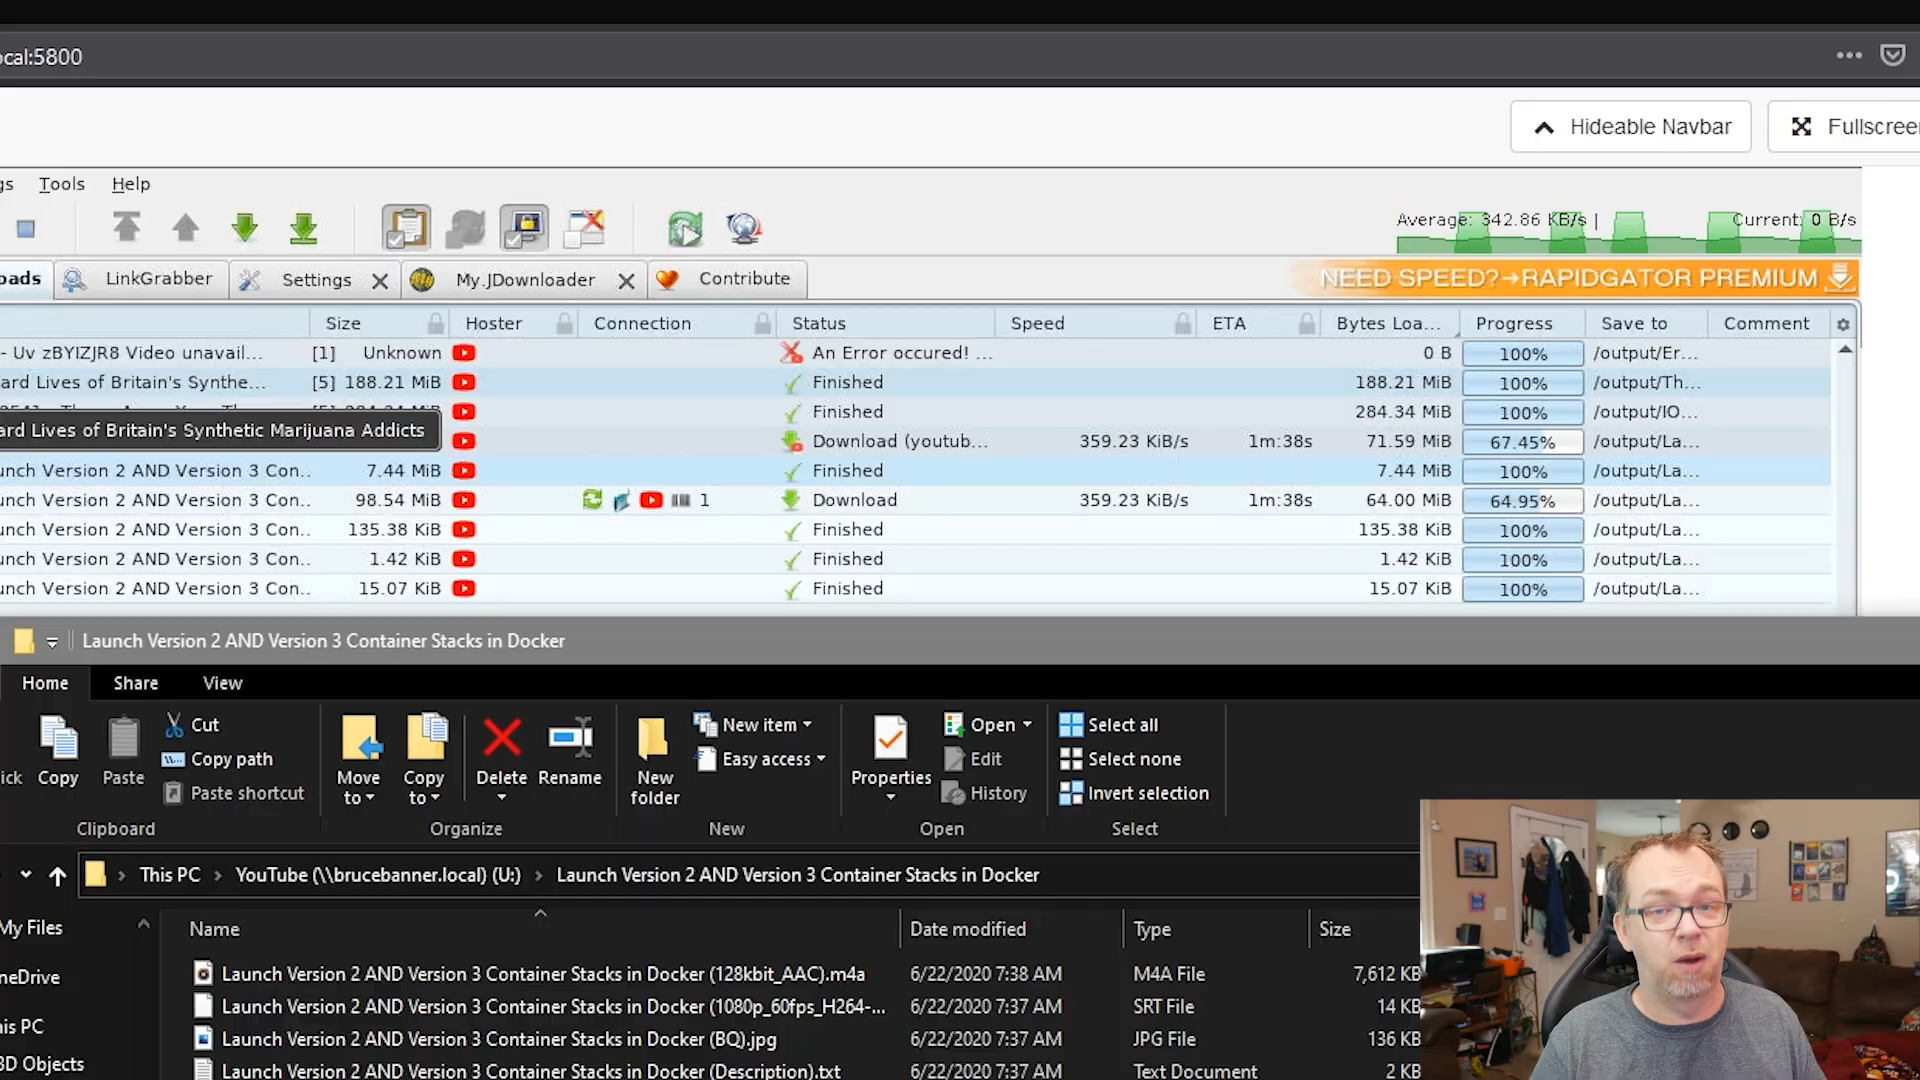 ocal:5800
Hideable Navbar
Fullscreen
gs Tools Help
Average: 342.86 KB/s | Current: 0 B/s
oads LinkGrabber Settings My.JDownloader Contribute
NEED SPEED?→RAPIDGATOR PREMIUM
Size Hoster Connection Status Speed ETA Bytes Loa... Progress Save to Comment
- Uv zBYIZJR8 Video unavail... [1] Unknown An Error occured! ... 0 B 100% /output/Er...
ard Lives of Britain's Synthe... [5] 188.21 MiB Finished 188.21 MiB 100% /output/Th...
Finished 284.34 MiB 100% /output/IO...
ard Lives of Britain's Synthetic Marijuana Addicts
Download (youtub... 359.23 KiB/s 1m:38s 71.59 MiB 67.45% /output/La...
unch Version 2 AND Version 3 Con.. 7.44 MiB Finished 7.44 MiB 100% /output/La...
unch Version 2 AND Version 3 Con.. 98.54 MiB 1 Download 359.23 KiB/s 1m:38s 64.00 MiB 64.95% /output/La...
unch Version 2 AND Version 3 Con.. 135.38 KiB Finished 135.38 KiB 100% /output/La...
unch Version 2 AND Version 3 Con.. 1.42 KiB Finished 1.42 KiB 100% /output/La...
unch Version 2 AND Version 3 Con.. 15.07 KiB Finished 15.07 KiB 100% /output/La...
Launch Version 2 AND Version 3 Container Stacks in Docker
Home Share View
Cut
Copy path
Paste shortcut
ick Copy Paste
Clipboard
Move to
Copy to
Delete Rename
Organize
New folder
New item
Easy access
New
Properties
Open
Edit
History
Open
Select all
Select none
Invert selection
Select
This PC > YouTube (\\brucebanner.local) (U:) > Launch Version 2 AND Version 3 Container Stacks in Docker
My Files
neDrive
his PC
3D Objects
Name Date modified Type Size
Launch Version 2 AND Version 3 Container Stacks in Docker (128kbit_AAC).m4a 6/22/2020 7:38 AM M4A File 7,612 KB
Launch Version 2 AND Version 3 Container Stacks in Docker (1080p_60fps_H264-... 6/22/2020 7:37 AM SRT File 14 KB
Launch Version 2 AND Version 3 Container Stacks in Docker (BQ).jpg 6/22/2020 7:37 AM JPG File 136 KB
Launch Version 2 AND Version 3 Container Stacks in Docker (Description).txt 6/22/2020 7:37 AM Text Document 2 KB